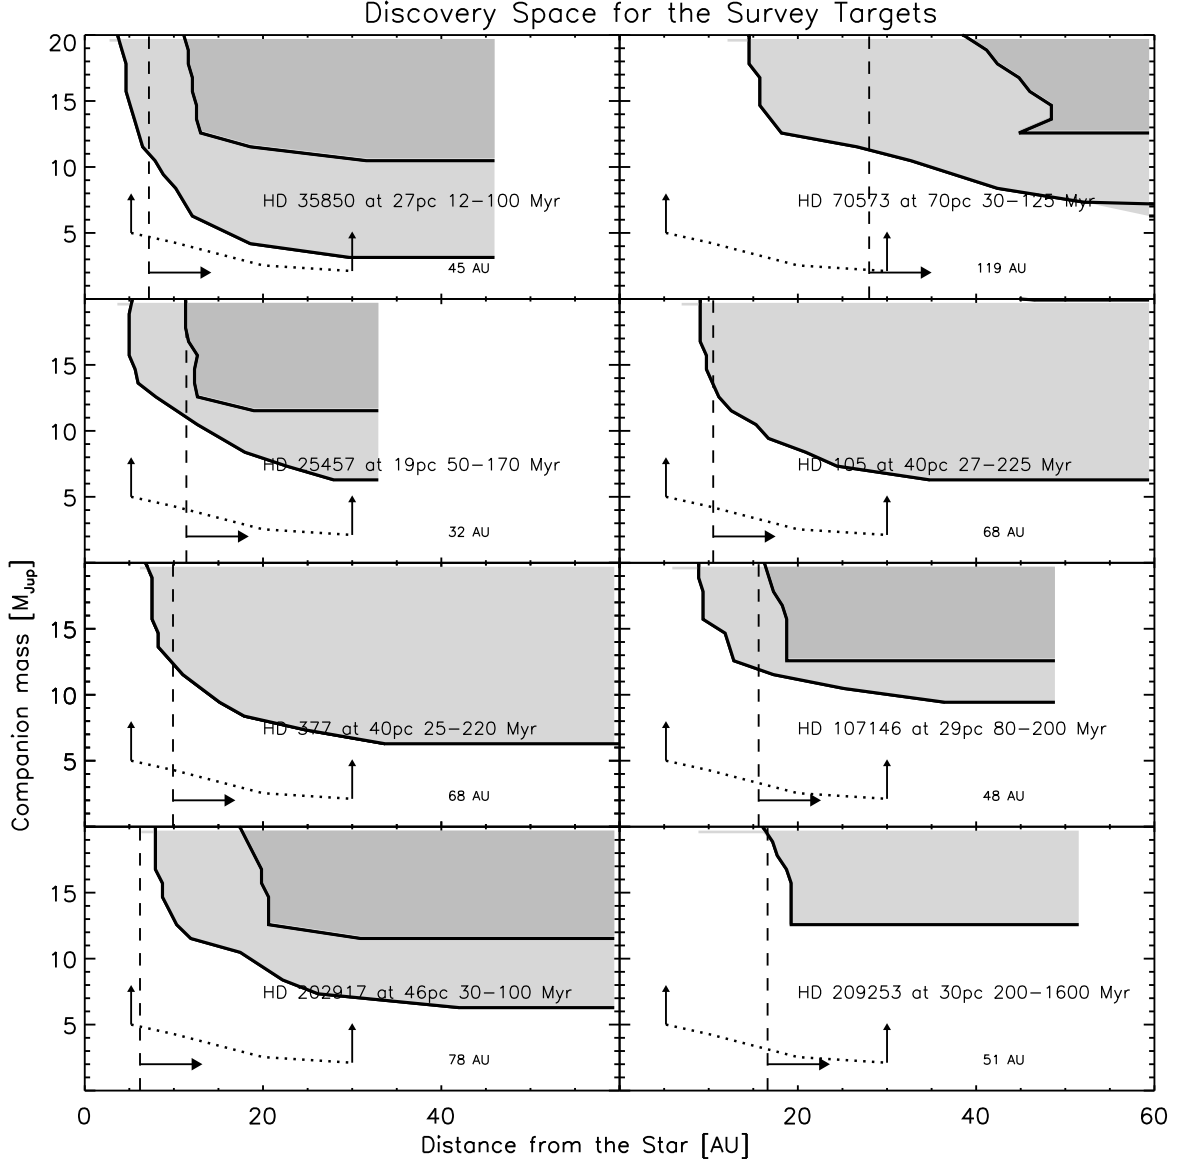 Discovery Space for the Survey Targets
20
15
10
5
HD 35850 at 27pc 12−100 Myr
45 AU
HD 70573 at 70pc 30−125 Myr
119 AU
15
10
5
HD 25457 at 19pc 50−170 Myr
32 AU
HD 105 at 40pc 27−225 Myr
68 AU
15
10
5
HD 377 at 40pc 25−220 Myr
68 AU
HD 107146 at 29pc 80−200 Myr
48 AU
15
10
5
HD 202917 at 46pc 30−100 Myr
78 AU
HD 209253 at 30pc 200−1600 Myr
51 AU
Companion mass [MJup]
0 20 40 20 40 60
Distance from the Star [AU]